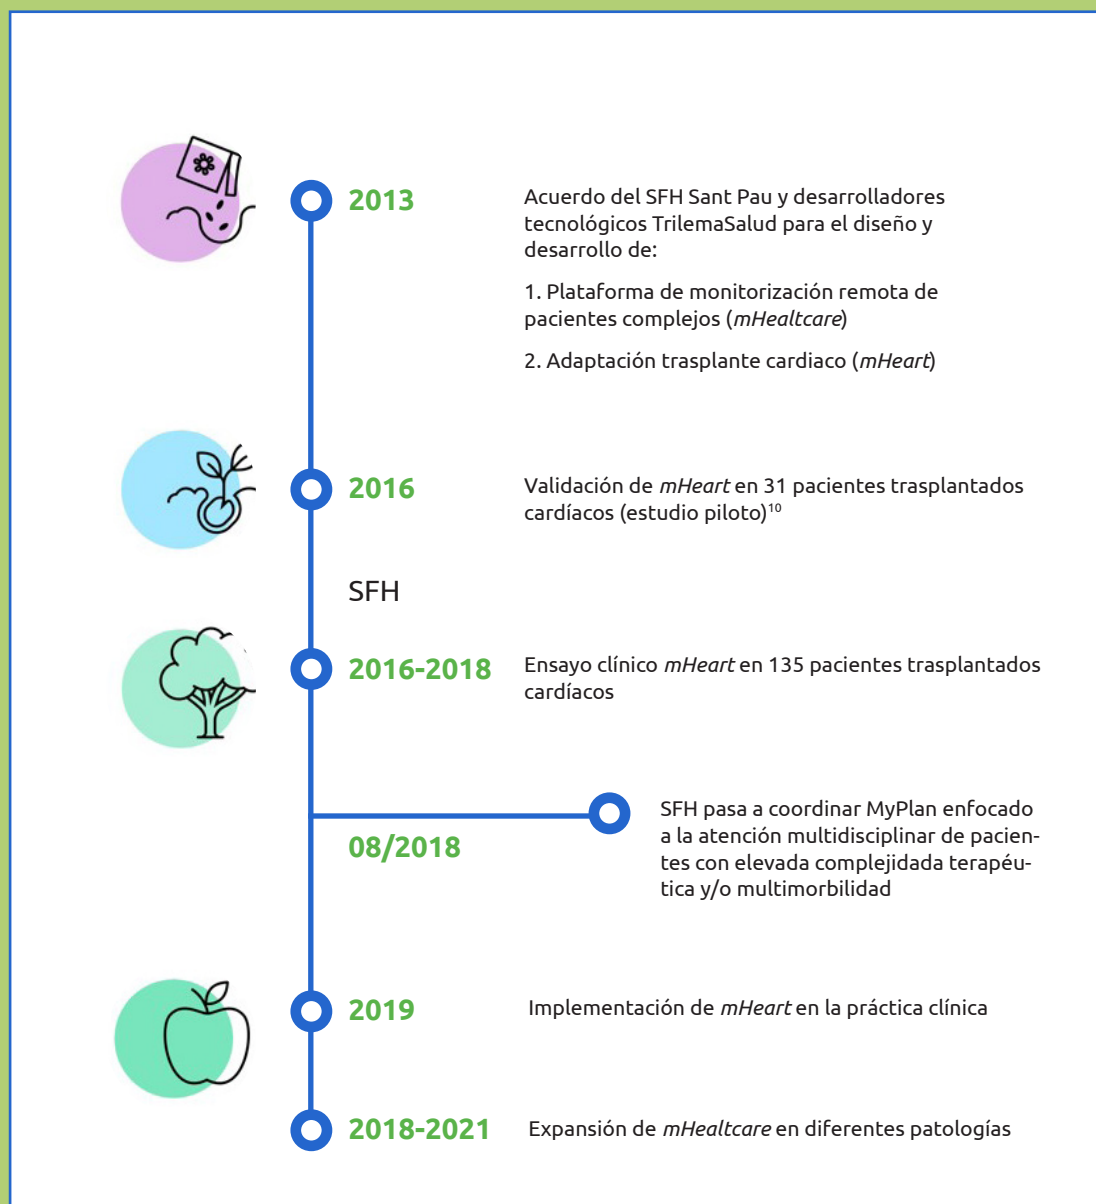 2013
Acuerdo del SFH Sant Pau y desarrolladores
tecnológicos TrilemaSalud para el diseño y
desarrollo de:
1. Plataforma de monitorización remota de
pacientes complejos (mHealtcare)
2. Adaptación trasplante cardiaco (mHeart)
2016
Validación de mHeart en 31 pacientes trasplantados
cardíacos (estudio piloto)¹⁰
SFH
2016-2018
Ensayo clínico mHeart en 135 pacientes trasplantados
cardíacos
08/2018
SFH pasa a coordinar MyPlan enfocado
a la atención multidisciplinar de pacien-
tes con elevada complejidada terapéu-
tica y/o multimorbilidad
2019
Implementación de mHeart en la práctica clínica
2018-2021
Expansión de mHealtcare en diferentes patologías